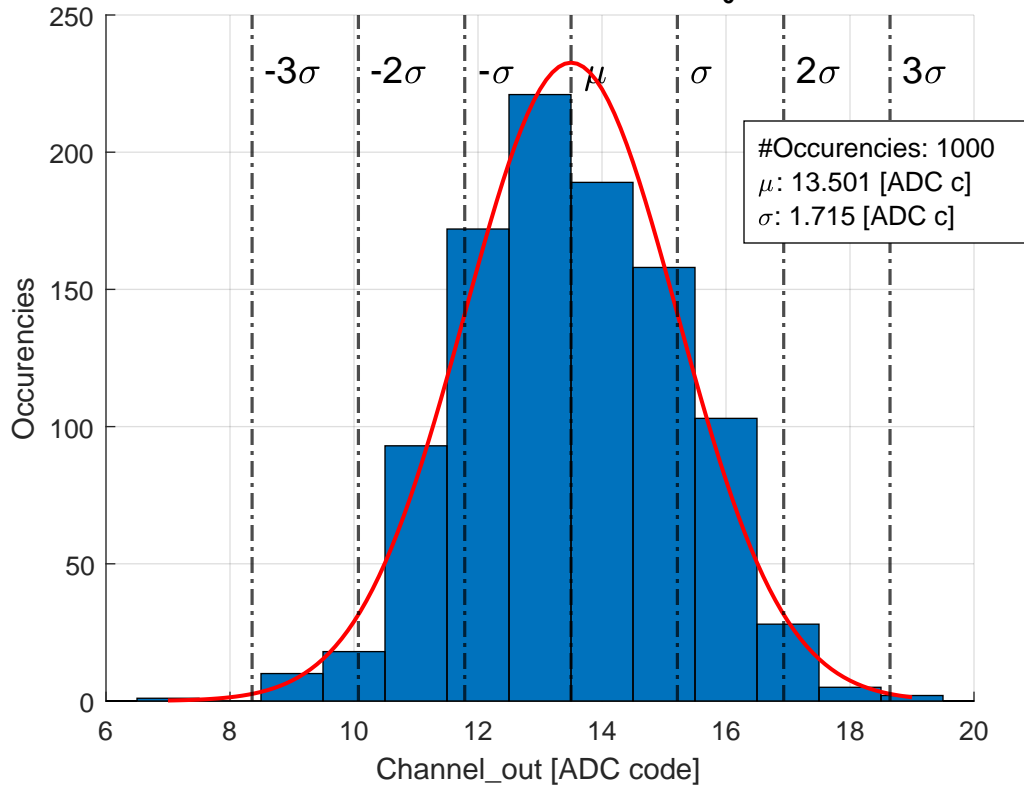 250
200
150
100
50
0
6 8 10 12 14 16 18 20
-3σ -2σ -σ μ σ 2σ 3σ
#Occurencies: 1000
μ: 13.501 [ADC c]
σ: 1.715 [ADC c]
Occurencies
Channel_out [ADC code]